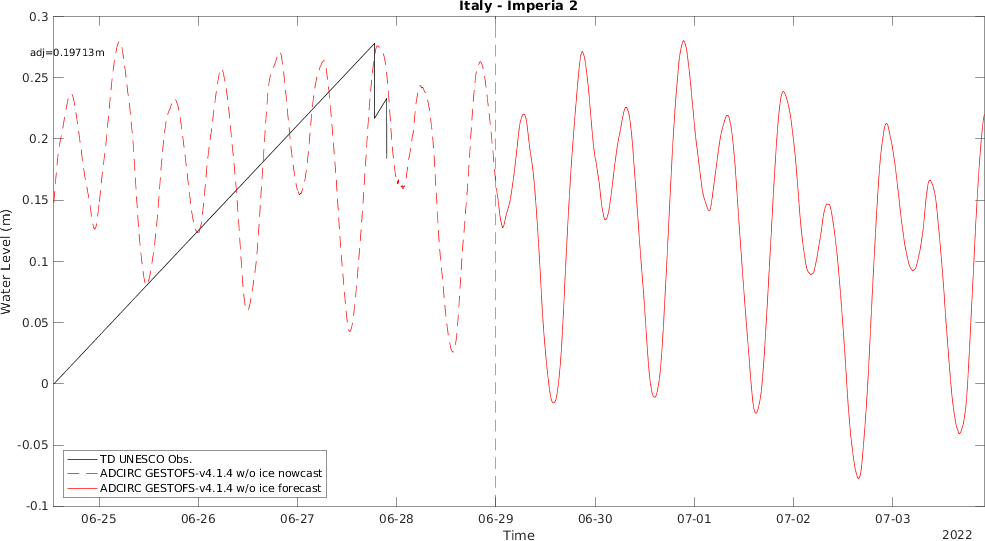 Italy - Imperia 2
adj=0.19713m
0.3
0.25
0.2
0.15
0.1
0.05
0
-0.05
-0.1
Water Level (m)
TD UNESCO Obs.
ADCIRC GESTOFS-v4.1.4 w/o ice nowcast
ADCIRC GESTOFS-v4.1.4 w/o ice forecast
06-25 06-26 06-27 06-28 06-29 06-30 07-01 07-02 07-03
Time
2022